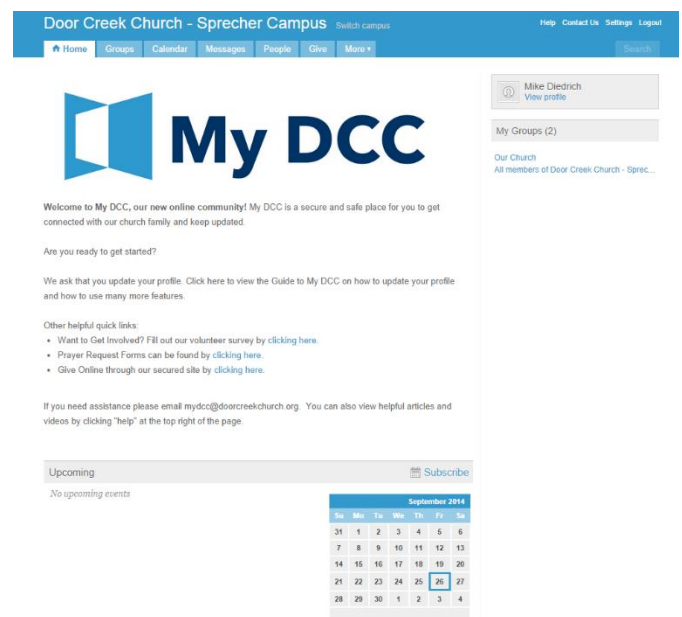 Door Creek Church - Sprecher Campus Switch campus
Help Contact Us Settings Logout
Home Groups Calendar Messages People Give More ▾
Search
My DCC
Mike Diedrich
View profile
My Groups (2)
Our Church
All members of Door Creek Church - Sprec...
Welcome to My DCC, our new online community! My DCC is a secure and safe place for you to get
connected with our church family and keep updated.
Are you ready to get started?
We ask that you update your profile. Click here to view the Guide to My DCC on how to update your profile
and how to use many more features.
Other helpful quick links:
• Want to Get Involved? Fill out our volunteer survey by clicking here.
• Prayer Request Forms can be found by clicking here.
• Give Online through our secured site by clicking here.
If you need assistance please email mydcc@doorcreekchurch.org. You can also view helpful articles and
videos by clicking "help" at the top right of the page.
Upcoming
Subscribe
No upcoming events
September 2014
Su Mo Tu We Th Fr Sa
31 1 2 3 4 5 6
7 8 9 10 11 12 13
14 15 16 17 18 19 20
21 22 23 24 25 26 27
28 29 30 1 2 3 4